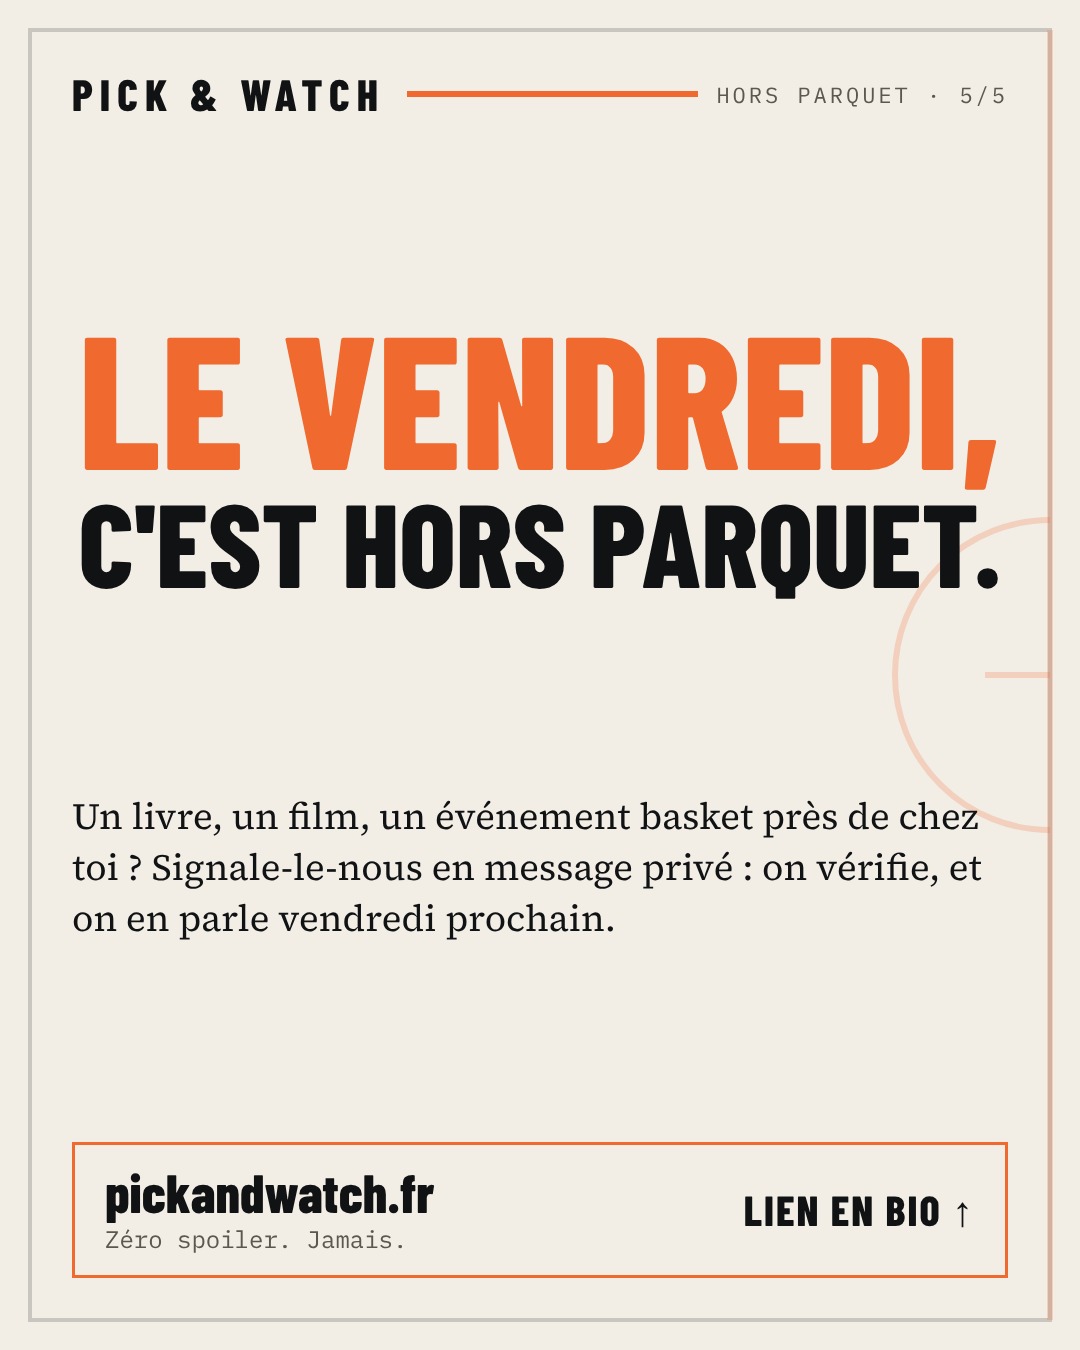 PICK & WATCH
HORS PARQUET · 5/5
LE VENDREDI,
C'EST HORS PARQUET.
Un livre, un film, un événement basket près de chez
toi ? Signale-le-nous en message privé : on vérifie, et
on en parle vendredi prochain.
pickandwatch.fr
Zéro spoiler. Jamais.
LIEN EN BIO ↑